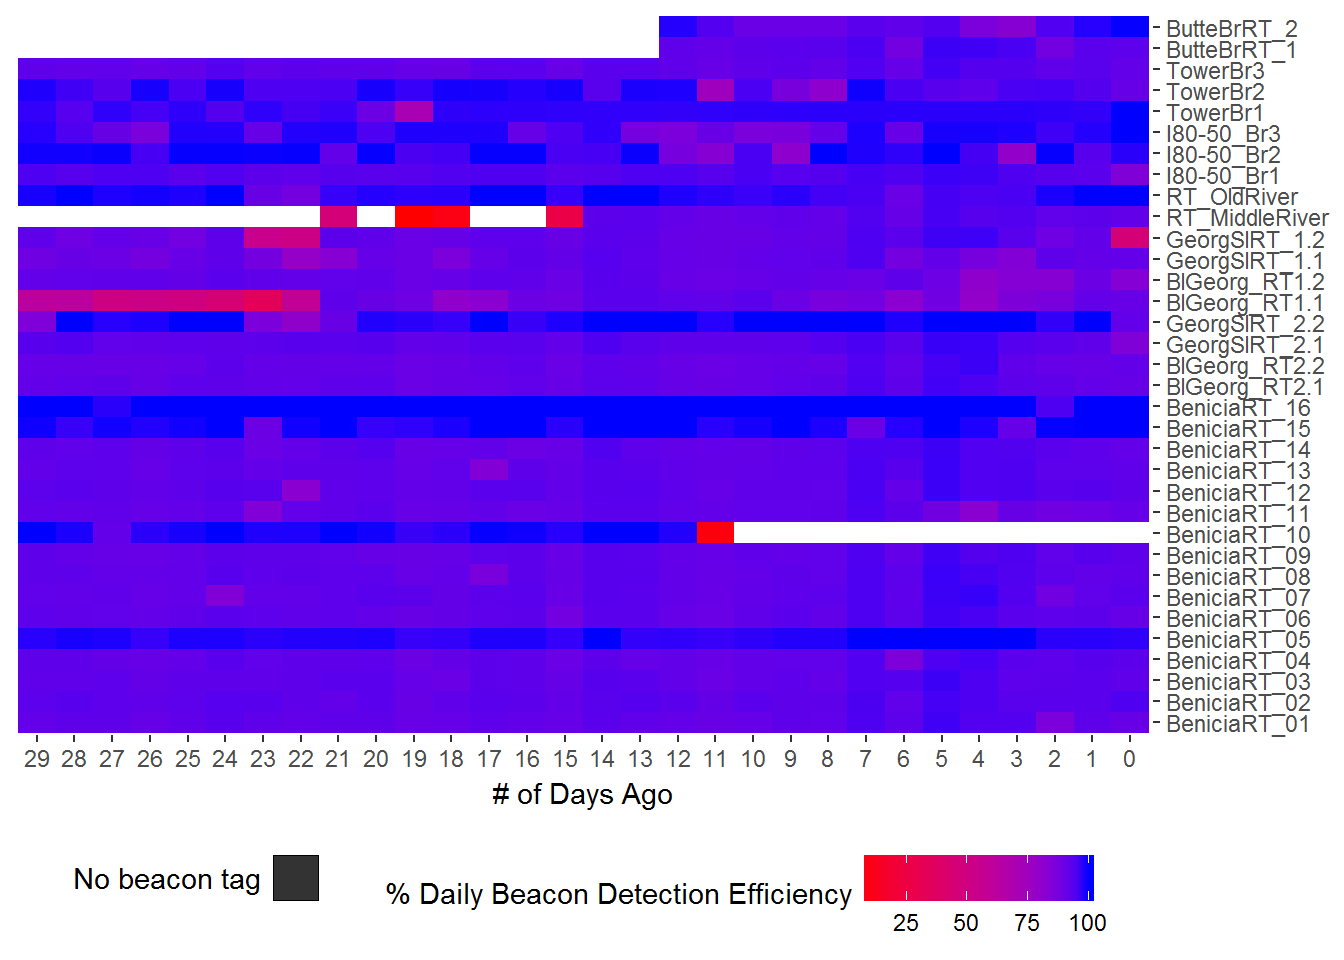 ButteBrRT_2
ButteBrRT_1
TowerBr3
TowerBr2
TowerBr1
I80-50_Br3
I80-50_Br2
I80-50_Br1
RT_OldRiver
RT_MiddleRiver
GeorgSlRT_1.2
GeorgSlRT_1.1
BlGeorg_RT1.2
BlGeorg_RT1.1
GeorgSlRT_2.2
GeorgSlRT_2.1
BlGeorg_RT2.2
BlGeorg_RT2.1
BeniciaRT_16
BeniciaRT_15
BeniciaRT_14
BeniciaRT_13
BeniciaRT_12
BeniciaRT_11
BeniciaRT_10
BeniciaRT_09
BeniciaRT_08
BeniciaRT_07
BeniciaRT_06
BeniciaRT_05
BeniciaRT_04
BeniciaRT_03
BeniciaRT_02
BeniciaRT_01
29 28 27 26 25 24 23 22 21 20 19 18 17 16 15 14 13 12 11 10 9 8 7 6 5 4 3 2 1 0
# of Days Ago
No beacon tag
% Daily Beacon Detection Efficiency
25 50 75 100